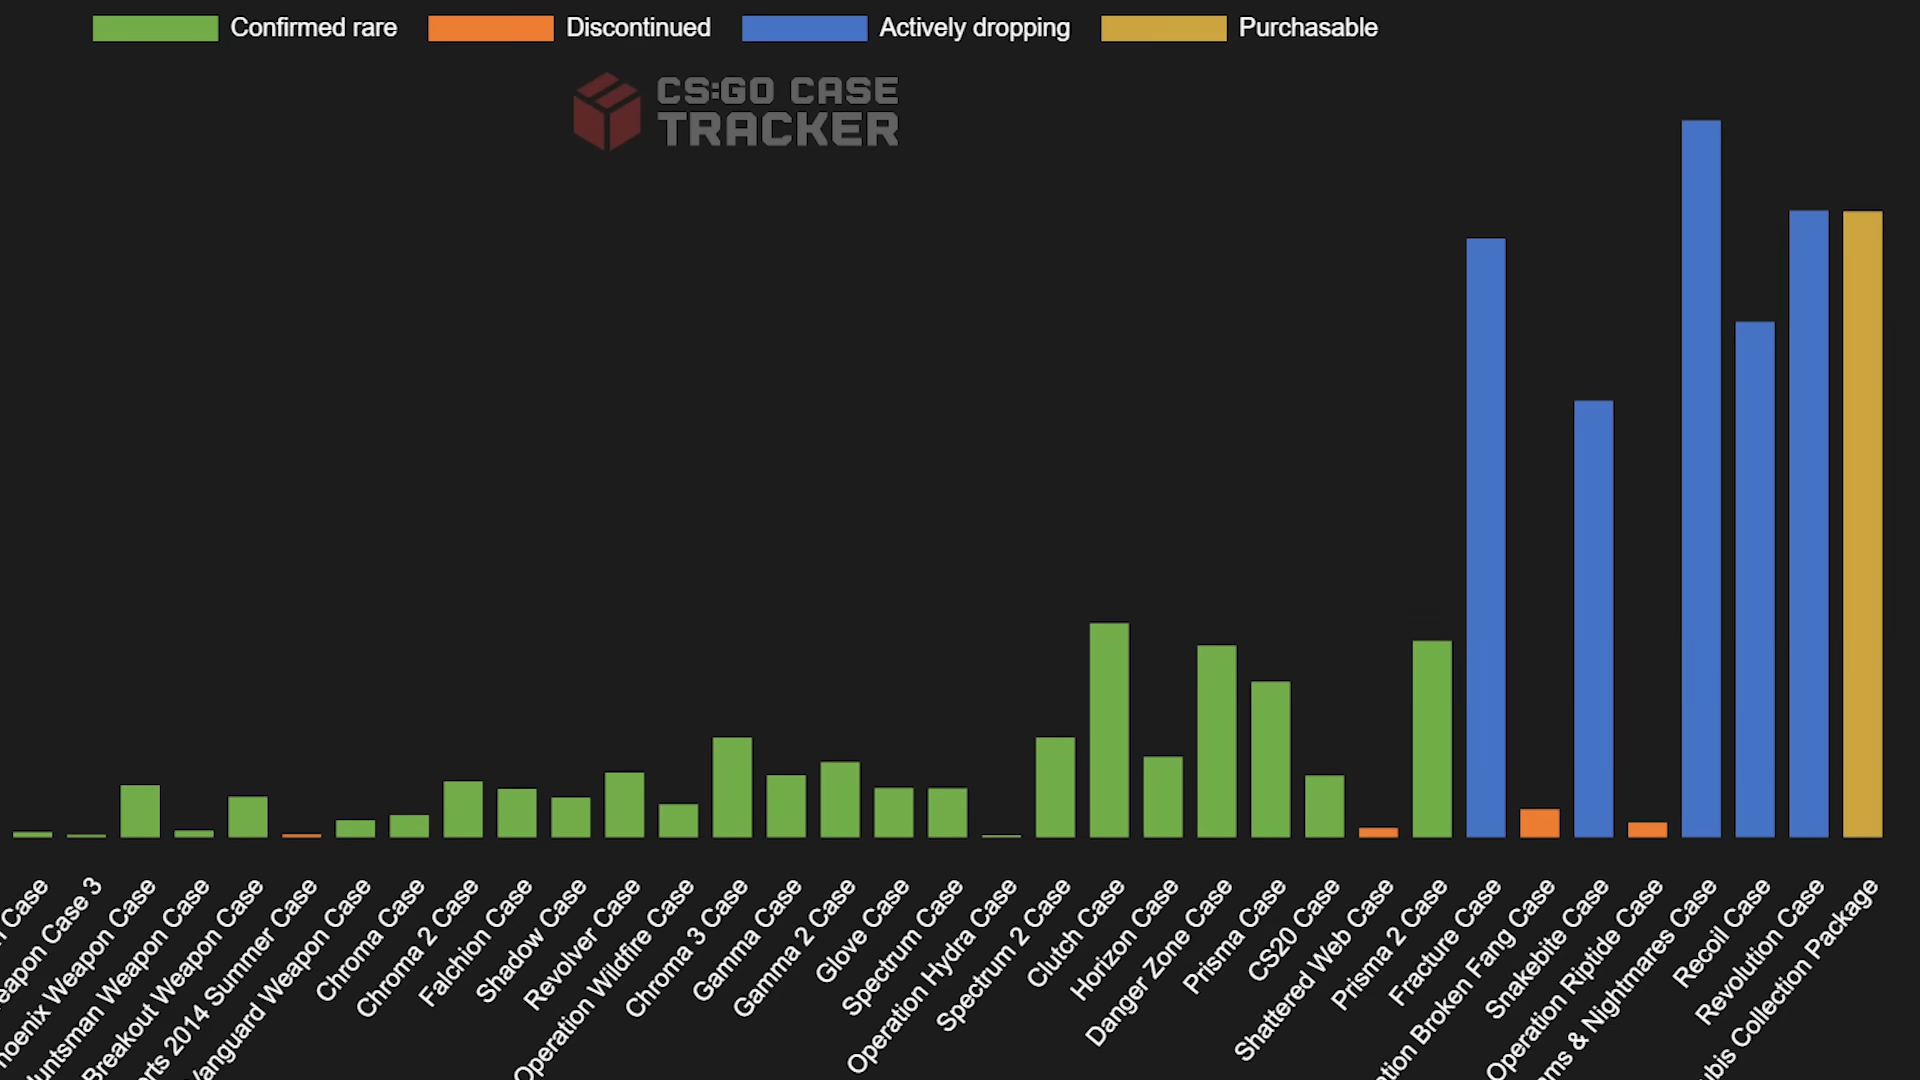 Confirmed rare
Discontinued
Actively dropping
Purchasable
CS:GO CASE
TRACKER
Case
Case 3
Weapon Case
Weapon Case
Breakout Weapon Case
2014 Summer Case
Vanguard Weapon Case
Chroma Case
Chroma 2 Case
Falchion Case
Shadow Case
Revolver Case
Operation Wildfire Case
Chroma 3 Case
Gamma Case
Gamma 2 Case
Glove Case
Spectrum Case
Operation Hydra Case
Spectrum 2 Case
Clutch Case
Horizon Case
Danger Zone Case
Prisma Case
CS20 Case
Shattered Web Case
Prisma 2 Case
Fracture Case
Broken Fang Case
Snakebite Case
Operation Riptide Case
& Nightmares Case
Recoil Case
Revolution Case
Collection Package